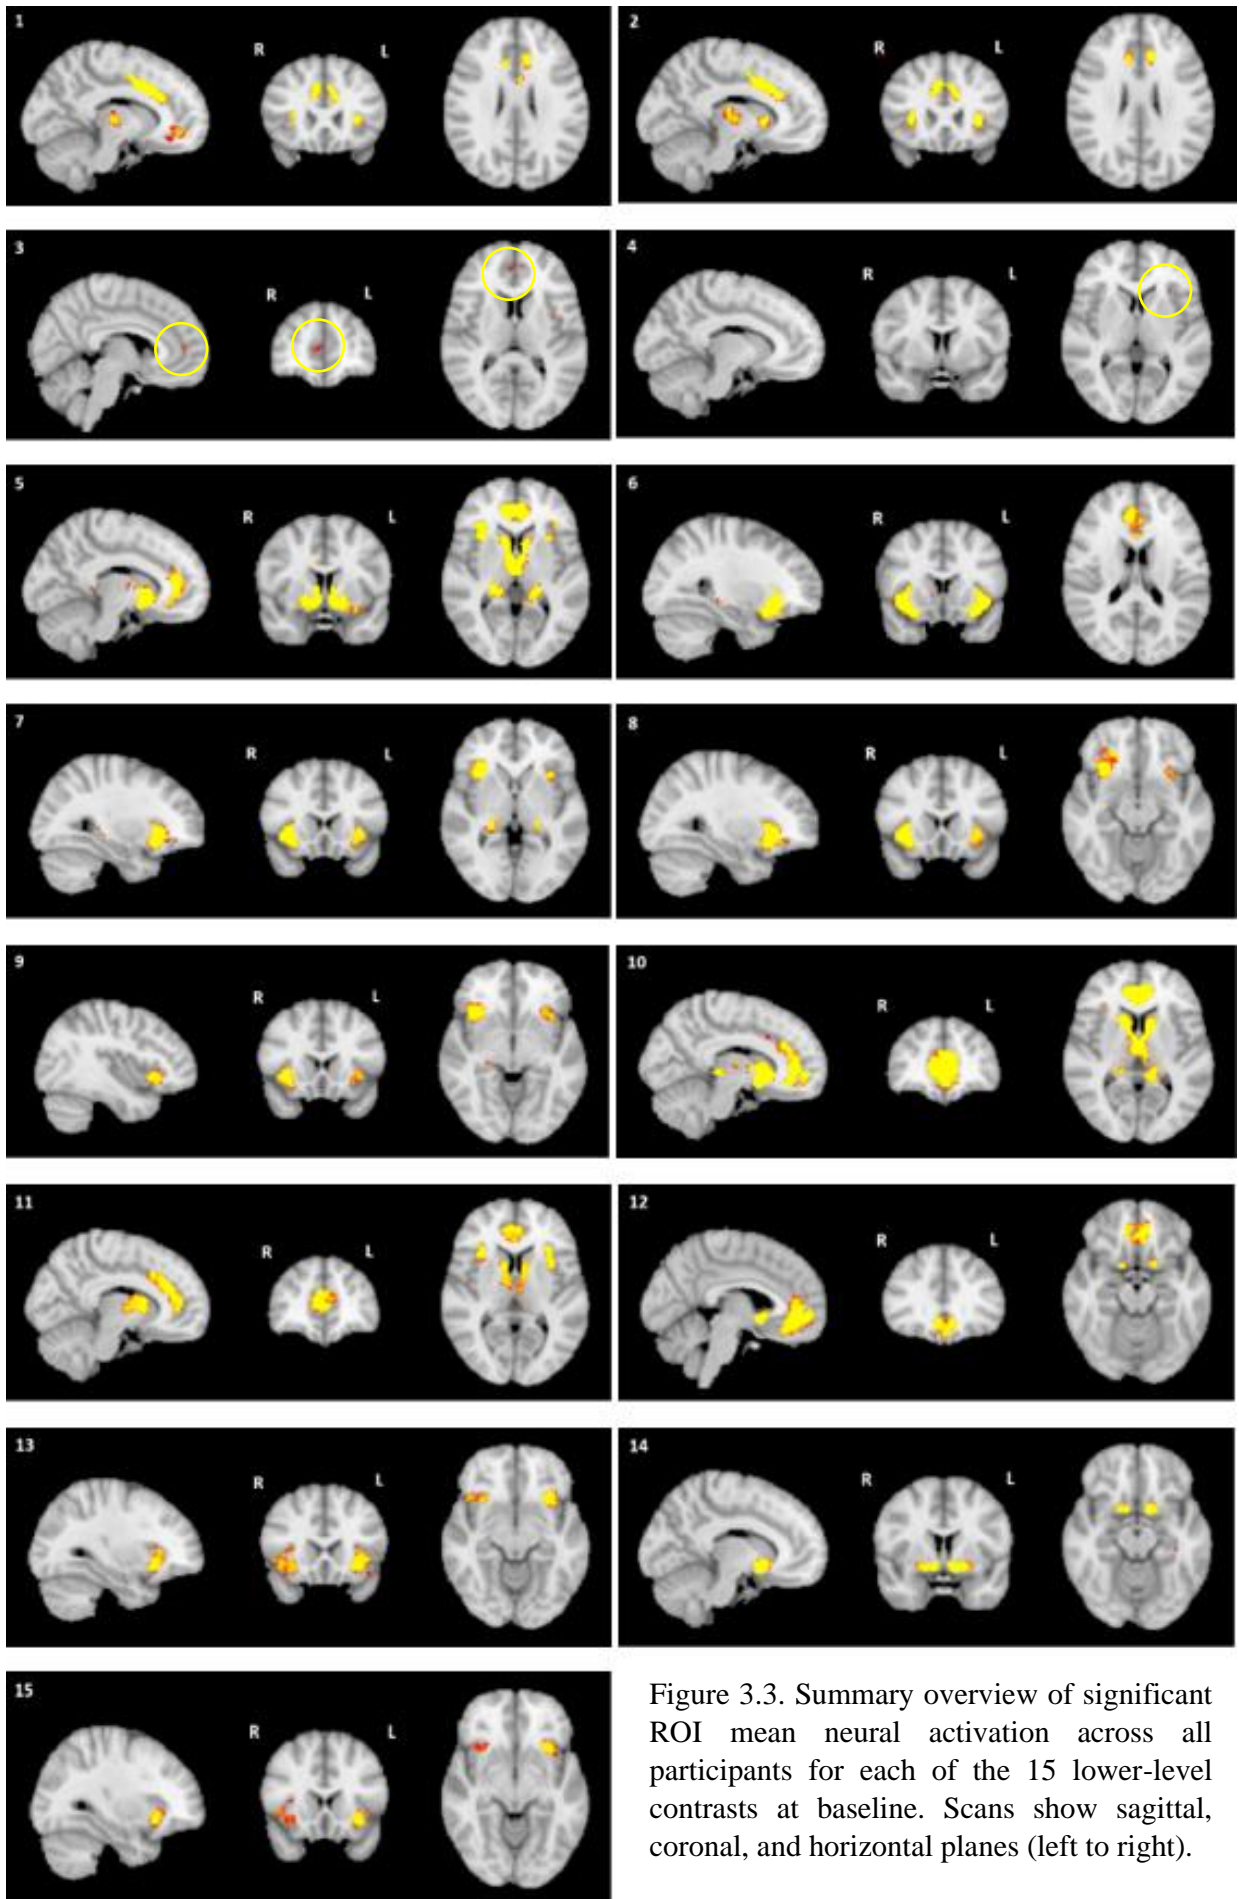 1
R
L
2
R
L
3
R
L
4
R
L
5
R
L
6
R
L
7
R
L
8
R
L
9
R
L
10
R
L
11
R
L
12
R
L
13
R
L
14
R
L
15
R
L
Figure 3.3. Summary overview of significant
ROI mean neural activation across all
participants for each of the 15 lower-level
contrasts at baseline. Scans show sagittal,
coronal, and horizontal planes (left to right).